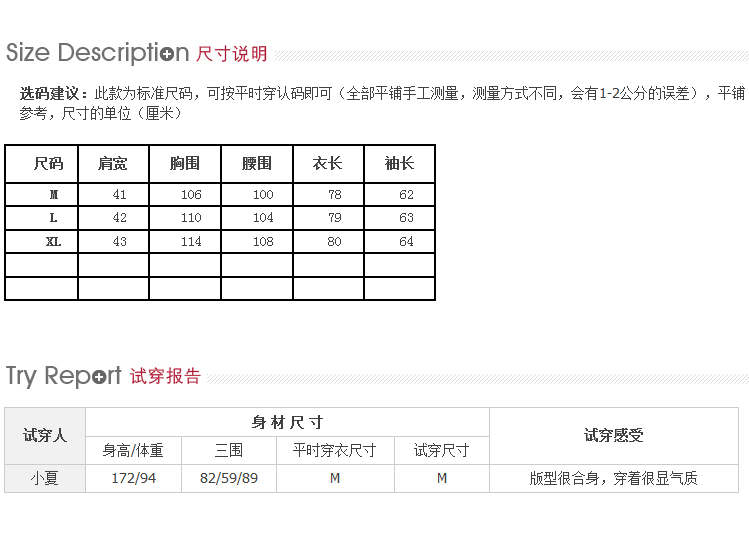 Size Description 尺寸说明
选码建议：此款为标准尺码，可按平时穿认码即可（全部平铺手工测量，测量方式不同，会有1-2公分的误差），平铺
参考，尺寸的单位（厘米）
尺码 肩宽 胸围 腰围 衣长 袖长
M 41 106 100 78 62
L 42 110 104 79 63
XL 43 114 108 80 64
Try Report 试穿报告
试穿人 身材尺寸 试穿感受
身高/体重 三围 平时穿衣尺寸 试穿尺寸
小夏 172/94 82/59/89 M M 版型很合身，穿着很显气质